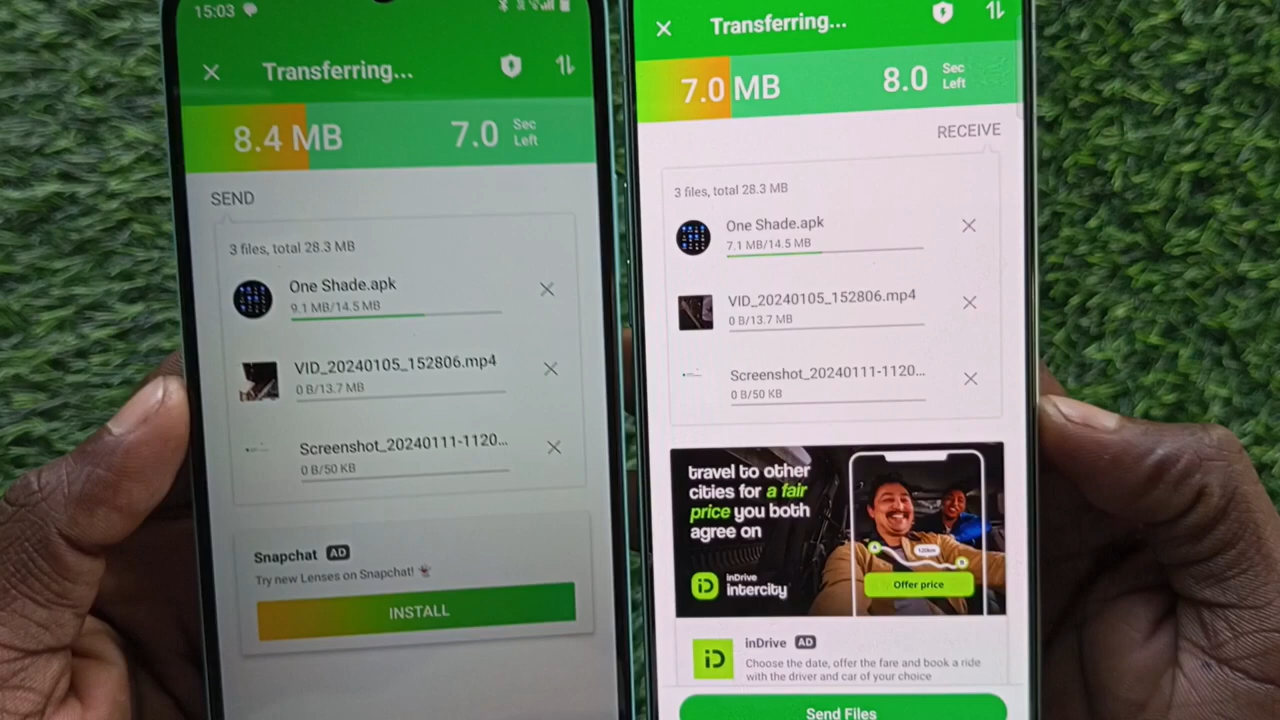 15:03
Transferring...
8.4 MB
7.0 Sec Left
SEND
3 files, total 28.3 MB
One Shade.apk
9.1 MB/14.5 MB
VID_20240105_152806.mp4
0 B/13.7 MB
Screenshot_20240111-1120...
0 B/50 KB
Snapchat AD
Try new Lenses on Snapchat! 👻
INSTALL
Transferring...
7.0 MB
8.0 Sec Left
RECEIVE
3 files, total 28.3 MB
One Shade.apk
7.1 MB/14.5 MB
VID_20240105_152806.mp4
0 B/13.7 MB
Screenshot_20240111-1120...
0 B/50 KB
travel to other
cities for a fair
price you both
agree on
inDrive
intercity
A
120km
B
Offer price
inDrive AD
Choose the date, offer the fare and book a ride
with the driver and car of your choice
Send Files